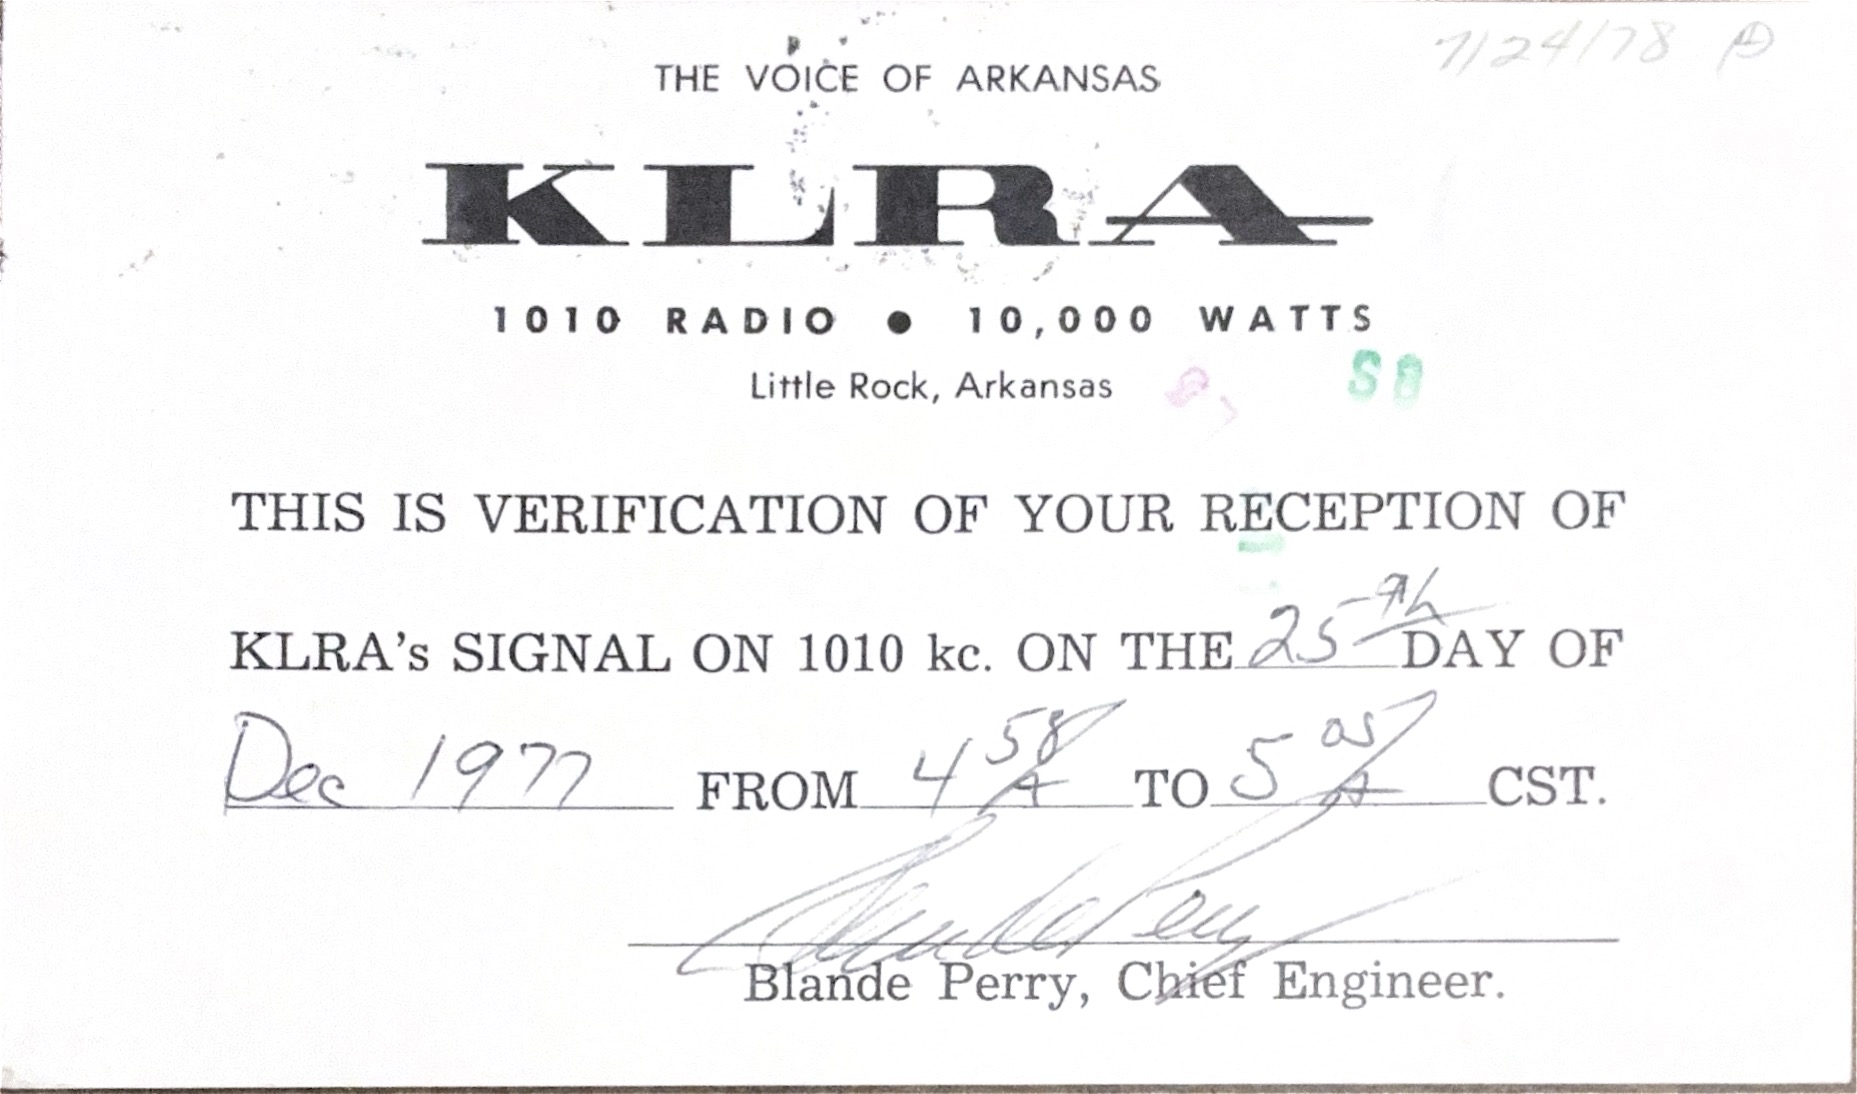 7/24/78
THE VOICE OF ARKANSAS
KLRA
1010 RADIO ● 10,000 WATTS
Little Rock, Arkansas
THIS IS VERIFICATION OF YOUR RECEPTION OF
KLRA's SIGNAL ON 1010 kc. ON THE 25th DAY OF
Dec 1977 FROM 4 58/A TO 5 05/A CST.
Blande Perry
Blande Perry, Chief Engineer.